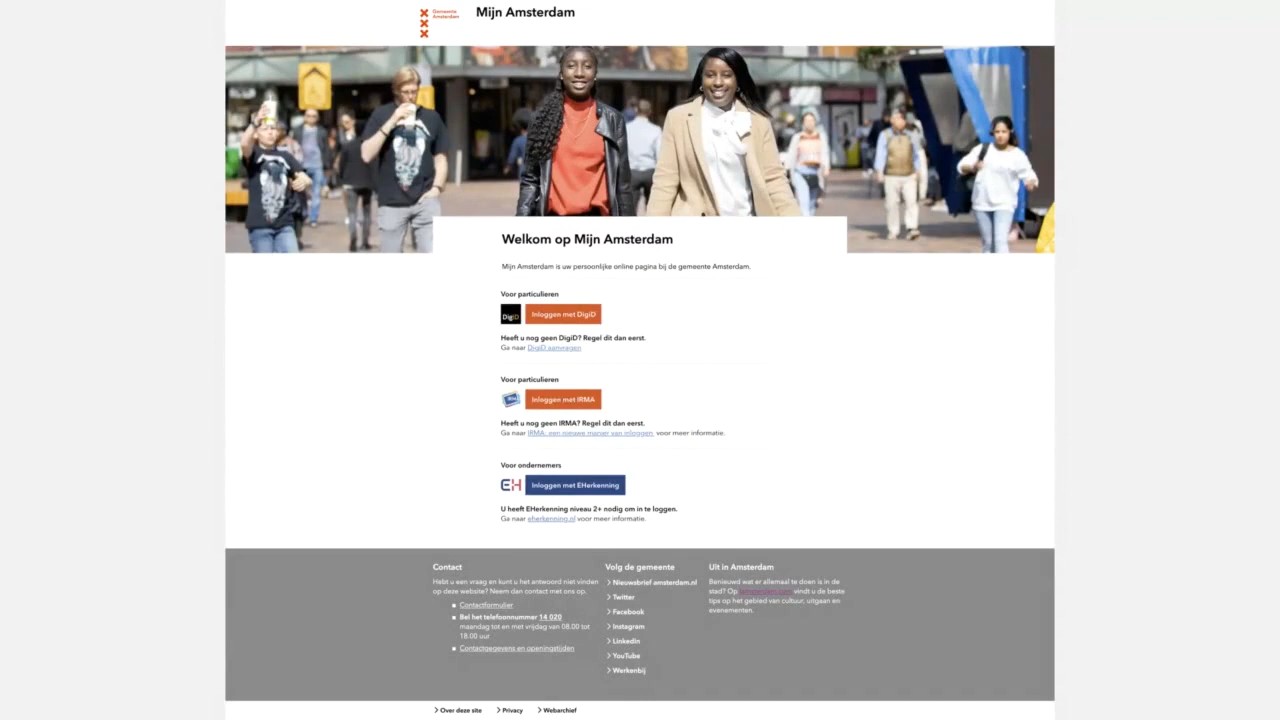 Gemeente
Amsterdam
Mijn Amsterdam
Welkom op Mijn Amsterdam
Mijn Amsterdam is uw persoonlijke online pagina bij de gemeente Amsterdam.
Voor particulieren
DigiD
Inloggen met DigiD
Heeft u nog geen DigiD? Regel dit dan eerst.
Ga naar DigiD aanvragen
Voor particulieren
IRMA
Inloggen met IRMA
Heeft u nog geen IRMA? Regel dit dan eerst.
Ga naar IRMA, een nieuwe manier van inloggen, voor meer informatie.
Voor ondernemers
EH
Inloggen met EHerkenning
U heeft EHerkenning niveau 2+ nodig om in te loggen.
Ga naar eherkenning.nl voor meer informatie.
Contact
Hebt u een vraag en kunt u het antwoord niet vinden
op deze website? Neem dan contact met ons op.
Contactformulier
Bel het telefoonnummer 14 020
maandag tot en met vrijdag van 08.00 tot
18.00 uur
Contactgegevens en openingstijden
Volg de gemeente
Nieuwsbrief amsterdam.nl
Twitter
Facebook
Instagram
LinkedIn
YouTube
Werkenbij
Uit in Amsterdam
Benieuwd wat er allemaal te doen is in de
stad? Op vindt u de beste
tips op het gebied van cultuur, uitgaan en
evenementen.
Over deze site
Privacy
Webarchief